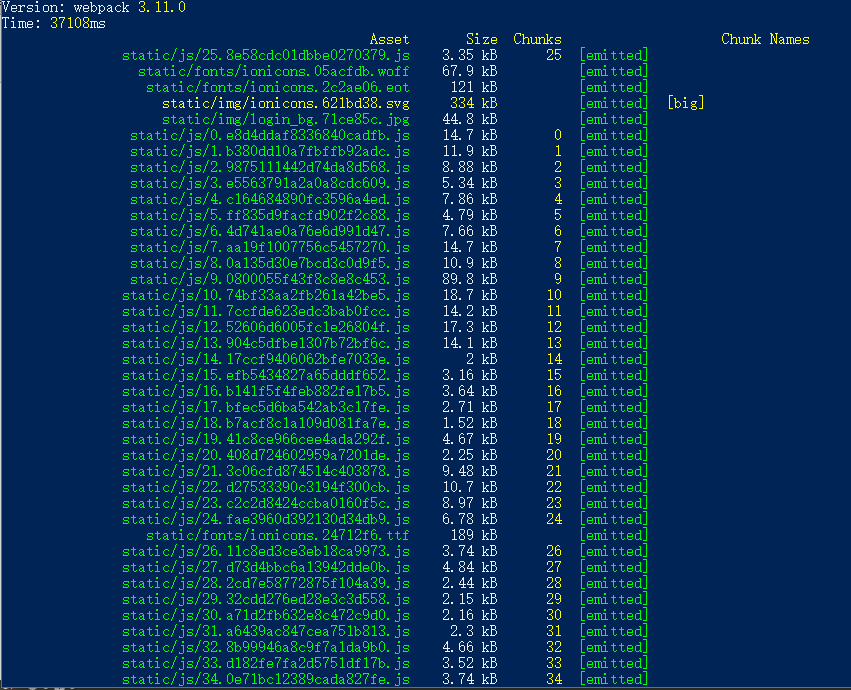 Version: webpack 3.11.0
Time: 37108ms
Asset Size Chunks Chunk Names
static/js/25.8e58cdc01dbbe0270379.js 3.35 kB 25 [emitted]
static/fonts/ionicons.05acfdb.woff 67.9 kB [emitted]
static/fonts/ionicons.2c2ae06.eot 121 kB [emitted]
static/img/ionicons.621bd38.svg 334 kB [emitted] [big]
static/img/login_bg.71ce85c.jpg 44.8 kB [emitted]
static/js/0.e8d4ddaf8336840cadfb.js 14.7 kB 0 [emitted]
static/js/1.b380dd10a7fbffb92adc.js 11.9 kB 1 [emitted]
static/js/2.9875111442d74da8d568.js 8.88 kB 2 [emitted]
static/js/3.e5563791a2a0a8cdc609.js 5.34 kB 3 [emitted]
static/js/4.c164684890fc3596a4ed.js 7.86 kB 4 [emitted]
static/js/5.ff835d9facfd902f2c88.js 4.79 kB 5 [emitted]
static/js/6.4d741ae0a76e6d991d47.js 7.66 kB 6 [emitted]
static/js/7.aa19f1007756c5457270.js 14.7 kB 7 [emitted]
static/js/8.0a135d30e7bcd3c0d9f5.js 10.9 kB 8 [emitted]
static/js/9.0800055f43f8c8e8c453.js 89.8 kB 9 [emitted]
static/js/10.74bf33aa2fb261a42be5.js 18.7 kB 10 [emitted]
static/js/11.7ccfde623edc3bab0fcc.js 14.2 kB 11 [emitted]
static/js/12.52606d6005fc1e26804f.js 17.3 kB 12 [emitted]
static/js/13.904c5dfbe1307b72bf6c.js 14.1 kB 13 [emitted]
static/js/14.17ccf9406062bfe7033e.js 2 kB 14 [emitted]
static/js/15.efb5434827a65dddf652.js 3.16 kB 15 [emitted]
static/js/16.b141f5f4feb882fe17b5.js 3.64 kB 16 [emitted]
static/js/17.bfec5d6ba542ab3c17fe.js 2.71 kB 17 [emitted]
static/js/18.b7acf8c1a109d081fa7e.js 1.52 kB 18 [emitted]
static/js/19.41c8ce966cee4ada292f.js 4.67 kB 19 [emitted]
static/js/20.408d724602959a7201de.js 2.25 kB 20 [emitted]
static/js/21.3c06cfd874514c403878.js 9.48 kB 21 [emitted]
static/js/22.d27533390c3194f300cb.js 10.7 kB 22 [emitted]
static/js/23.c2c2d8424ccba0160f5c.js 8.97 kB 23 [emitted]
static/js/24.fae3960d392130d34db9.js 6.78 kB 24 [emitted]
static/fonts/ionicons.24712f6.ttf 189 kB [emitted]
static/js/26.11c8ed3ce3eb18ca9973.js 3.74 kB 26 [emitted]
static/js/27.d73d4bbc6a13942dde0b.js 4.84 kB 27 [emitted]
static/js/28.2cd7e58772875f104a39.js 2.44 kB 28 [emitted]
static/js/29.32cdd276ed28e3c3d558.js 2.15 kB 29 [emitted]
static/js/30.a71d2fb632e8c472c9d0.js 2.16 kB 30 [emitted]
static/js/31.a6439ac847cea751b813.js 2.3 kB 31 [emitted]
static/js/32.8b99946a8c9f7a1da9b0.js 4.66 kB 32 [emitted]
static/js/33.d182fe7fa2d5751df17b.js 3.52 kB 33 [emitted]
static/js/34.0e71bc12389cada827fe.js 3.74 kB 34 [emitted]